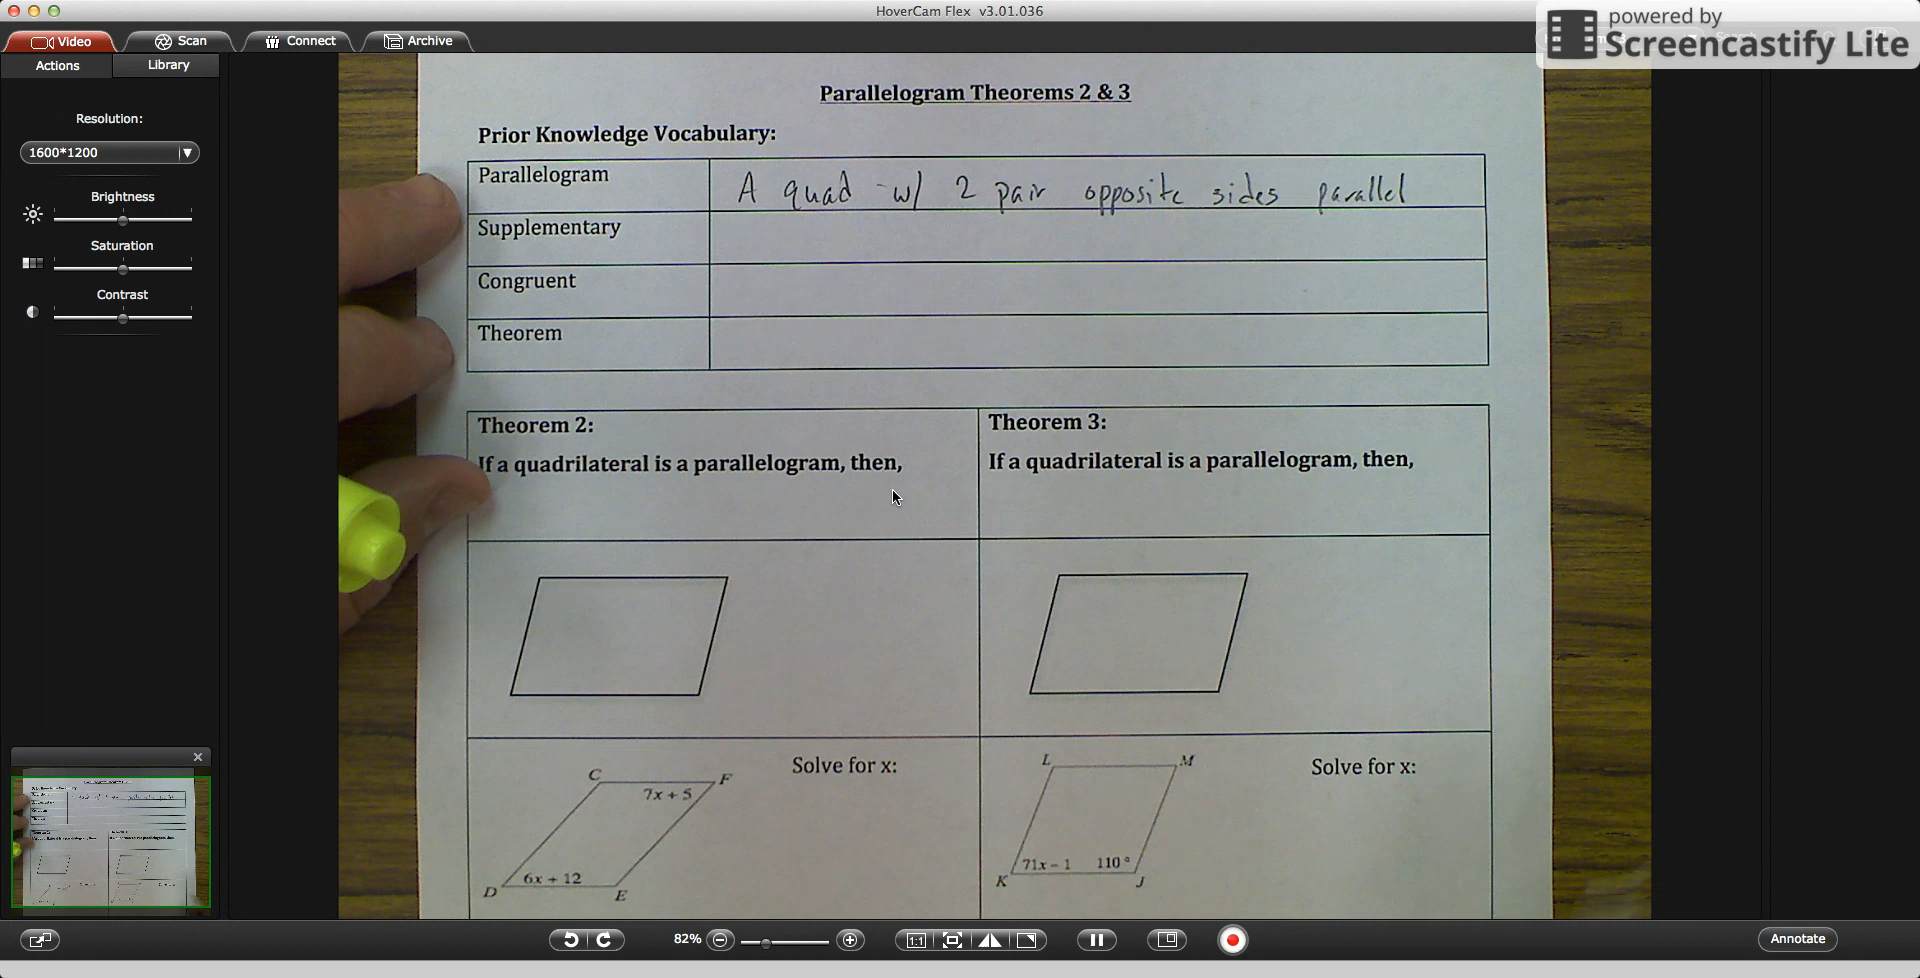 HoverCam Flex v3.01.036
powered by
Screencastify Lite
Video
Scan
Connect
Archive
Actions
Library
Resolution:
1600*1200
Brightness
Saturation
Contrast
Parallelogram Theorems 2 & 3
Prior Knowledge Vocabulary:
Parallelogram A quad w/ 2 pair opposite sides parallel
Supplementary
Congruent
Theorem
Theorem 2:
If a quadrilateral is a parallelogram, then,
Theorem 3:
If a quadrilateral is a parallelogram, then,
Solve for x:
C F
7x + 5
6x + 12
D E
Solve for x:
L M
71x − 1 110°
K J
82%
1:1
Annotate